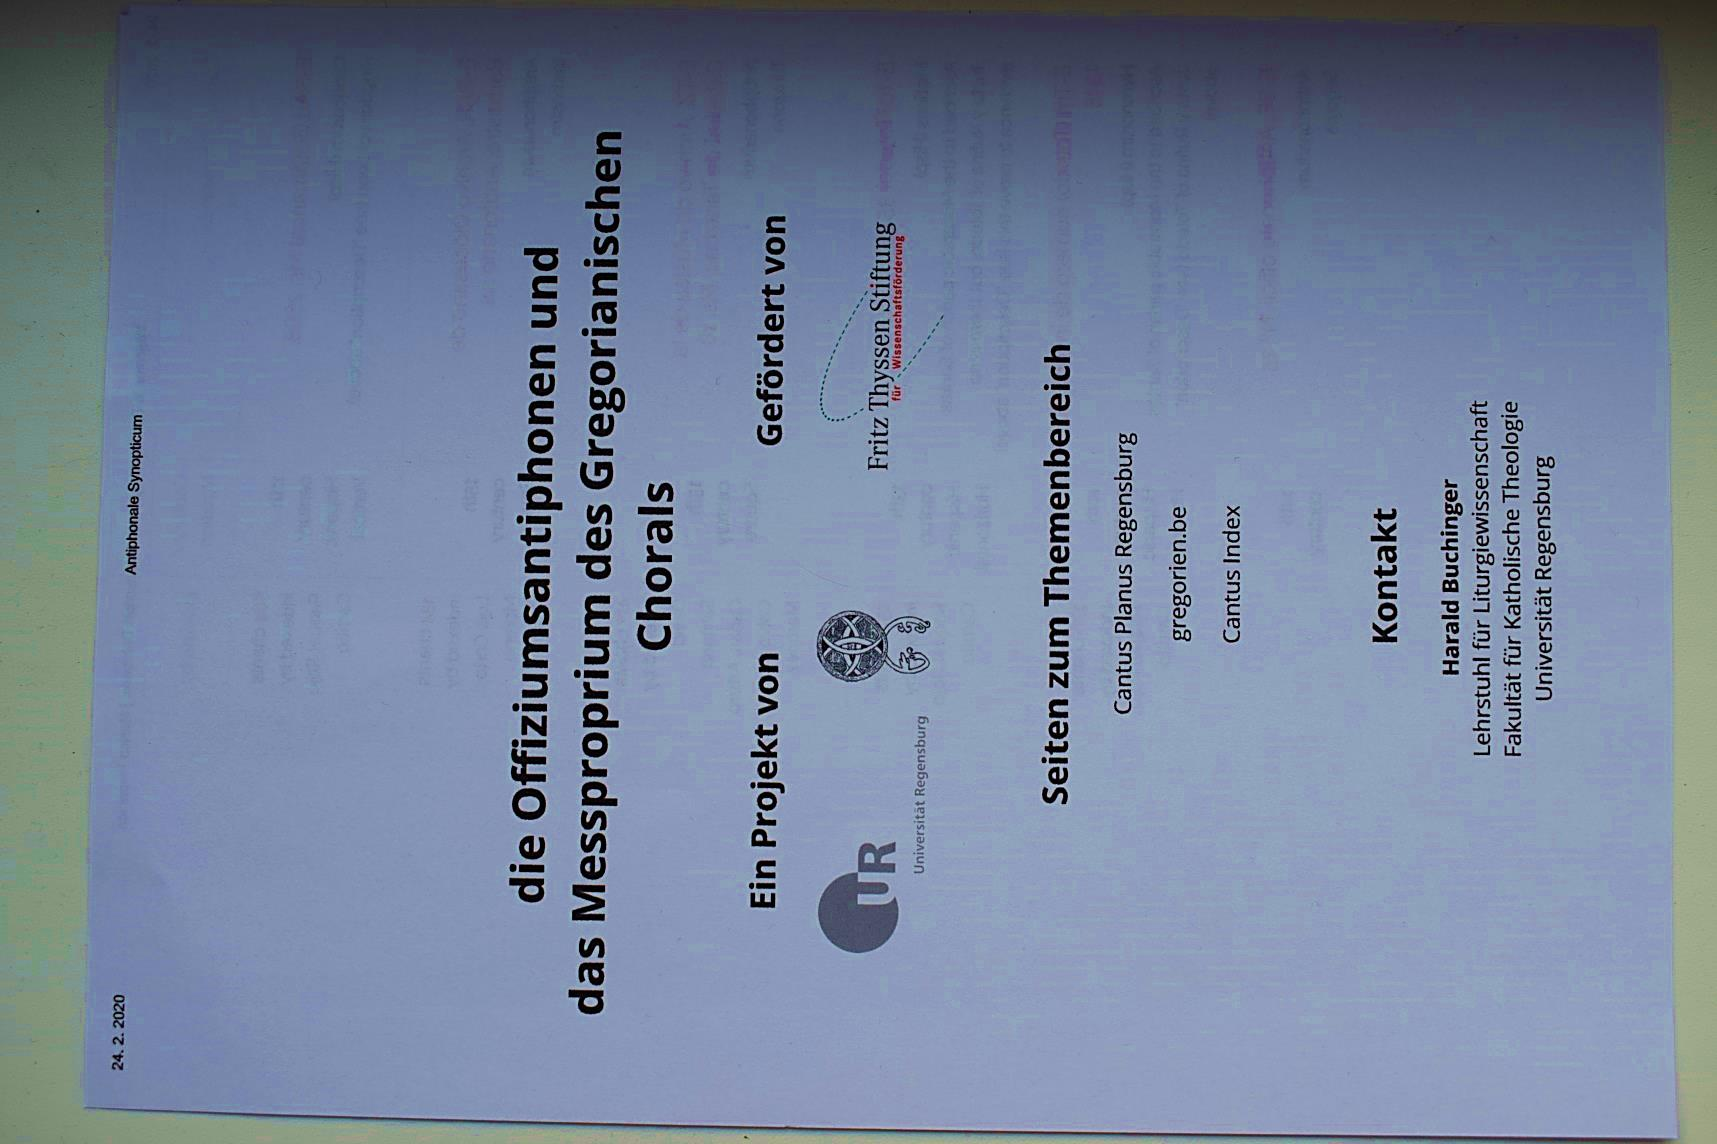 24. 2. 2020
Antiphonale Synopticum
die Offiziumsantiphonen und
das Messproprium des Gregorianischen
Chorals
Ein Projekt von
UR
Universität Regensburg
Gefördert von
Fritz Thyssen Stiftung
für Wissenschaftsförderung
Seiten zum Themenbereich
Cantus Planus Regensburg
gregorien.be
Cantus Index
Kontakt
Harald Buchinger
Lehrstuhl für Liturgiewissenschaft
Fakultät für Katholische Theologie
Universität Regensburg